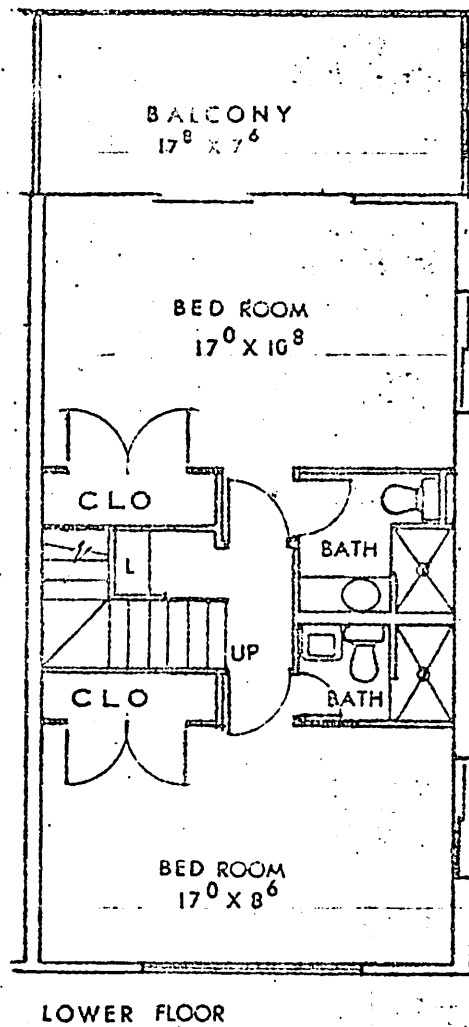 BALCONY
17⁸ X 7⁶
BED ROOM
17⁰ X 10⁸
CLO
L
BATH
UP
CLO
BATH
BED ROOM
17⁰ X 8⁶
LOWER FLOOR